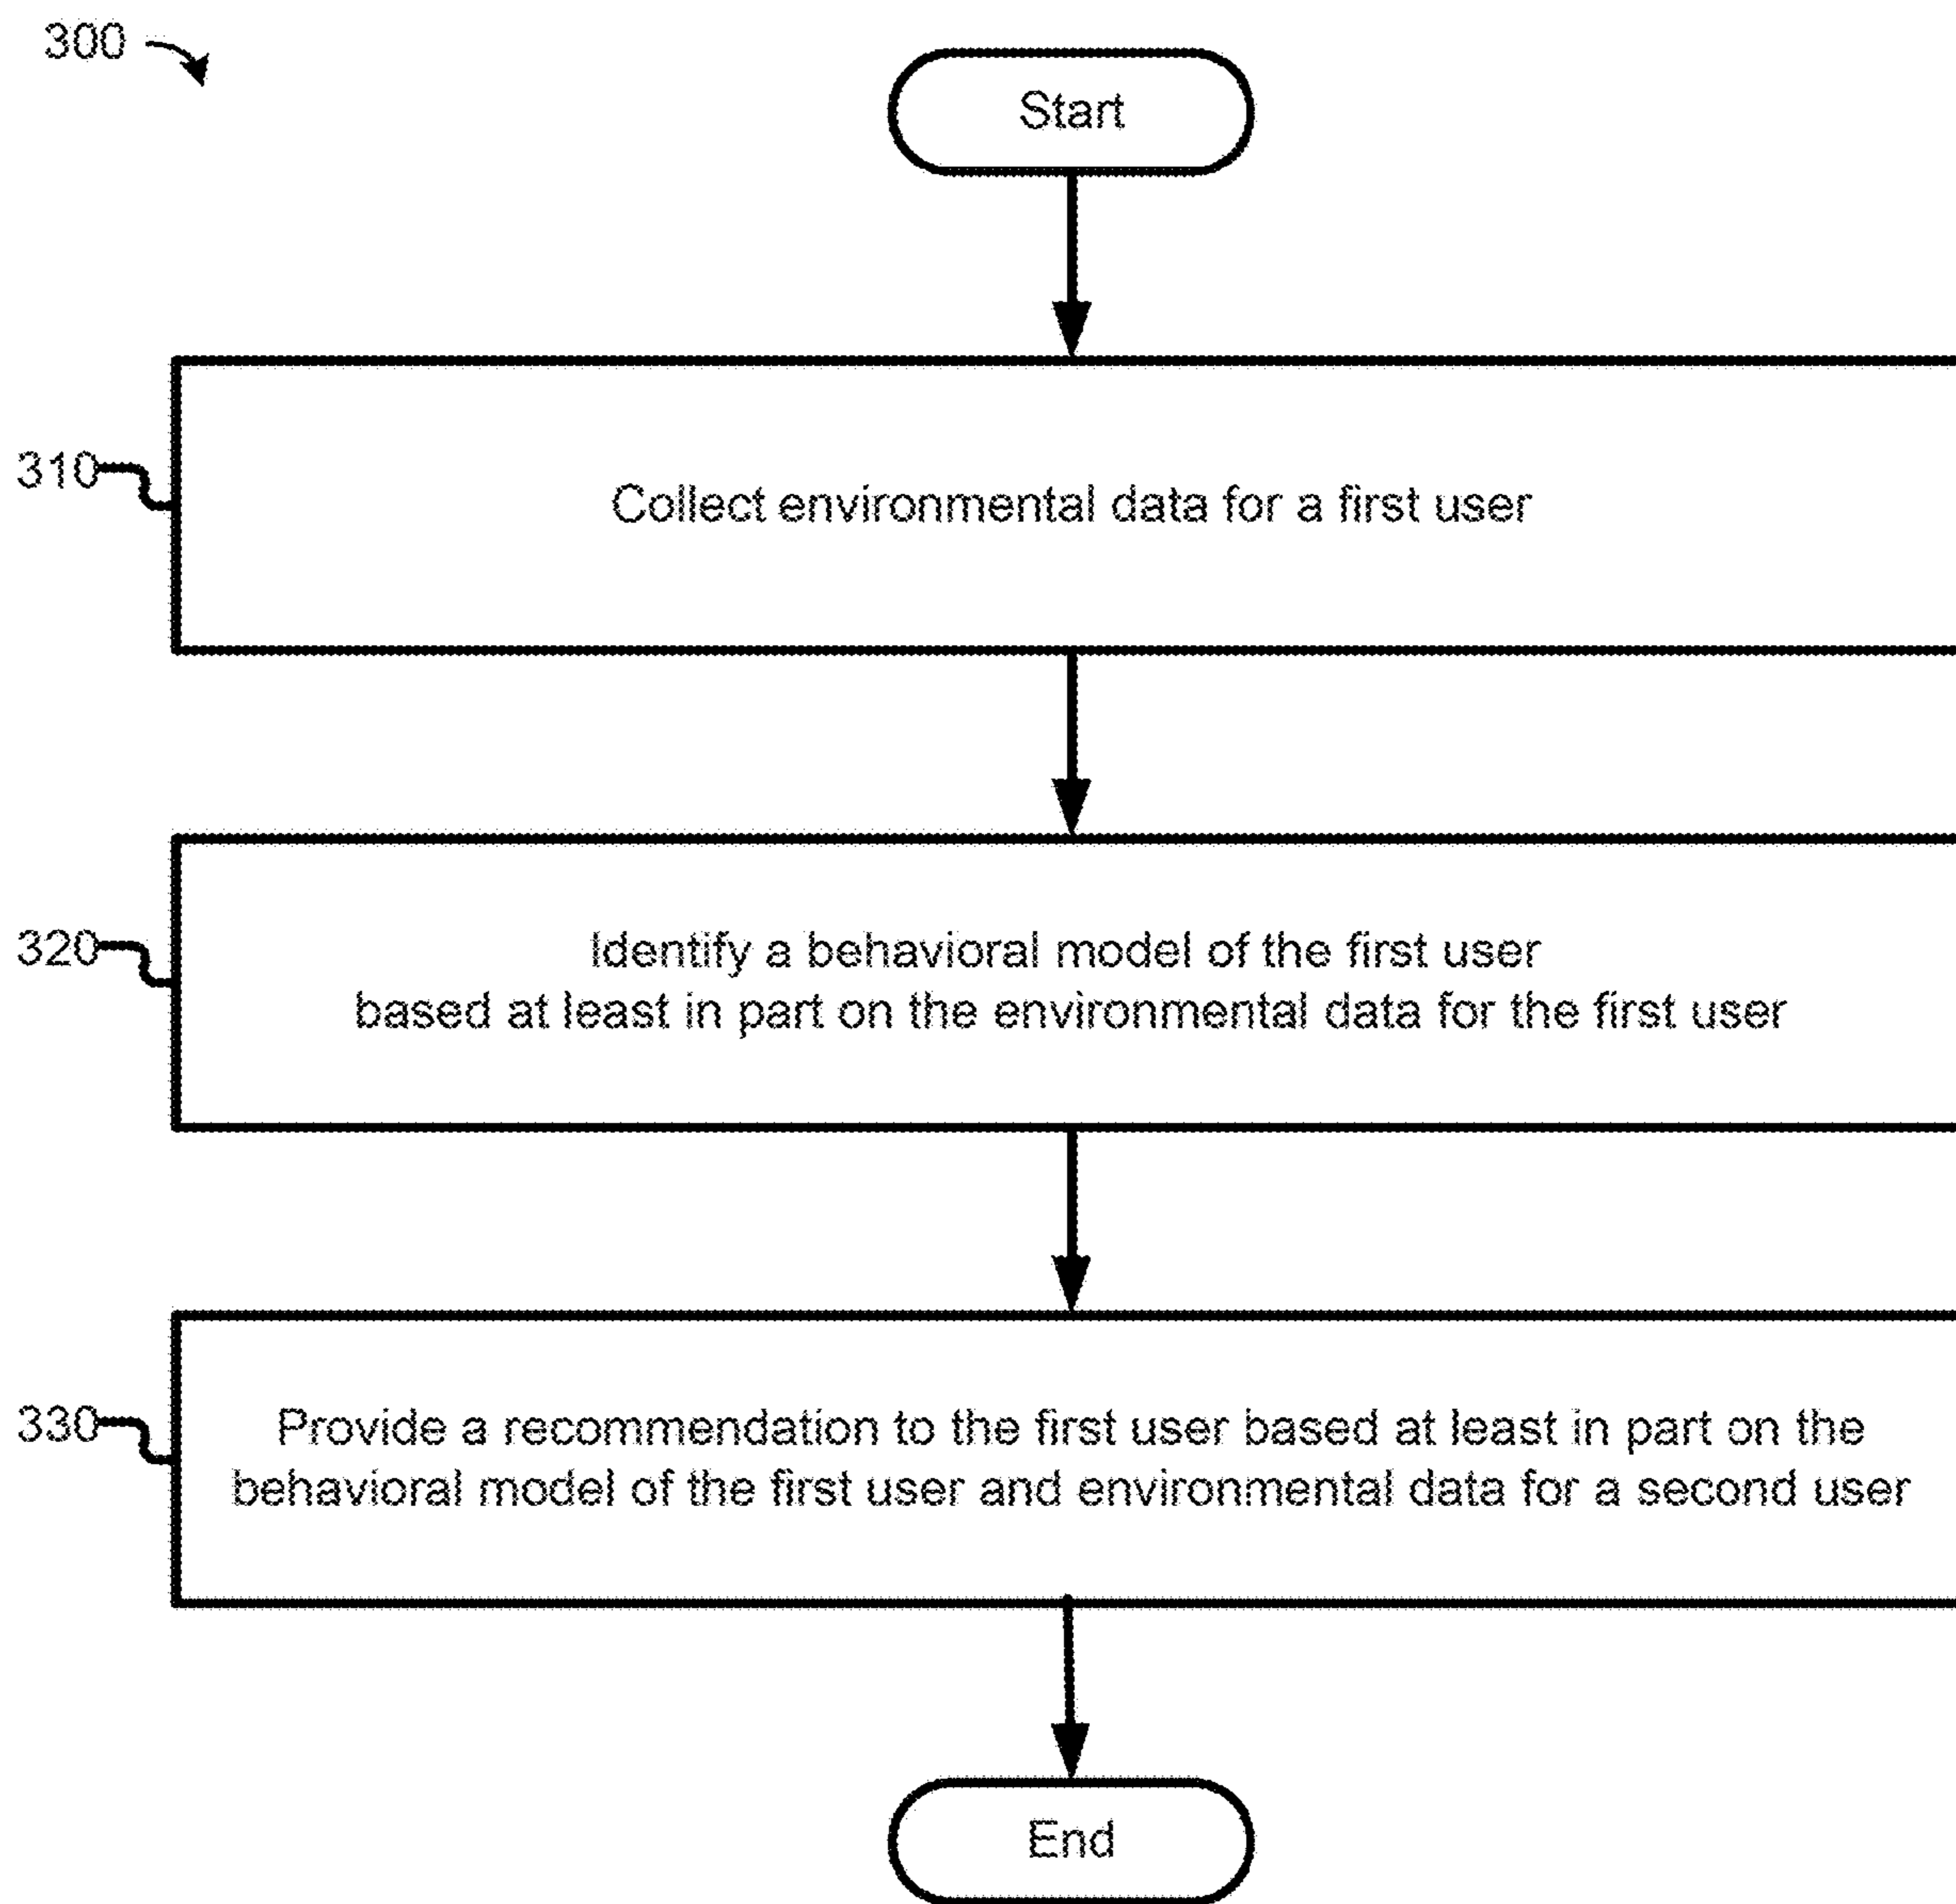 300
Start
310
Collect environmental data for a first user
320
Identify a behavioral model of the first user
based at least in part on the environmental data for the first user
330
Provide a recommendation to the first user based at least in part on the
behavioral model of the first user and environmental data for a second user
End